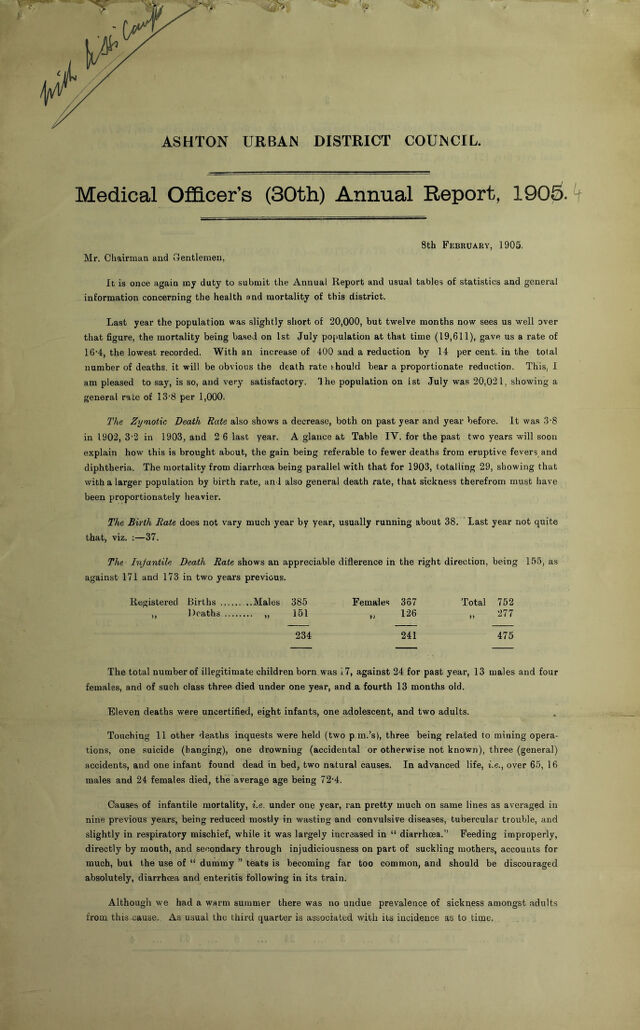 With
ASHTON URBAN DISTRICT COUNCIL.
Medical Officer's (30th) Annual Report, 1905. 4
8th FEBRUARY, 1905.
Mr. Chairman and Gentlemen,
It is once again my duty to submit the Annual Report and usual tables of statistics and general
information concerning the health and mortality of this district.
Last year the population was slightly short of 20,000, but twelve months now sees us well over
that figure, the mortality being based on 1st July population at that time (19,611), gave us a rate of
16·4, the lowest recorded. With an increase of 400 and a reduction by 14 per cent. in the total
number of deaths, it will be obvious the death rate should bear a proportionate reduction. This, I
am pleased to say, is so, and very satisfactory. The population on 1st July was 20,021, showing a
general rate of 13·8 per 1,000.
The Zymotic Death Rate also shows a decrease, both on past year and year before. It was 3·8
in 1902, 3·2 in 1903, and 2 6 last year. A glance at Table IV. for the past two years will soon
explain how this is brought about, the gain being referable to fewer deaths from eruptive fevers and
diphtheria. The mortality from diarrhœa being parallel with that for 1903, totalling 29, showing that
with a larger population by birth rate, and also general death rate, that sickness therefrom must have
been proportionately heavier.
The Birth Rate does not vary much year by year, usually running about 38. Last year not quite
that, viz. :—37.
The Infantile Death Rate shows an appreciable difference in the right direction, being 155, as
against 171 and 173 in two years previous.
Registered Births ........ ..Males 385 Females 367 Total 752
„ Deaths ......... „ 151 „ 126 „ 277
234 241 475
The total number of illegitimate children born was 17, against 24 for past year, 13 males and four
females, and of such class three died under one year, and a fourth 13 months old.
Eleven deaths were uncertified, eight infants, one adolescent, and two adults.
Touching 11 other deaths inquests were held (two p.m.'s), three being related to mining opera-
tions, one suicide (hanging), one drowning (accidental or otherwise not known), three (general)
accidents, and one infant found dead in bed, two natural causes. In advanced life, i.e., over 65, 16
males and 24 females died, the average age being 72·4.
Causes of infantile mortality, i.e. under one year, ran pretty much on same lines as averaged in
nine previous years, being reduced mostly in wasting and convulsive diseases, tubercular trouble, and
slightly in respiratory mischief, while it was largely increased in “ diarrhœa.” Feeding improperly,
directly by mouth, and secondary through injudiciousness on part of suckling mothers, accounts for
much, but the use of “ dummy ” teats is becoming far too common, and should be discouraged
absolutely, diarrhœa and enteritis following in its train.
Although we had a warm summer there was no undue prevalence of sickness amongst adults
from this cause. As usual the third quarter is associated with its incidence as to time.